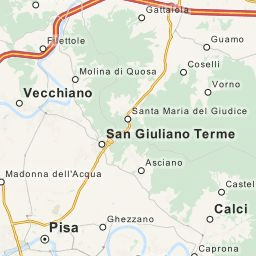 Gattaiola
Filettole
Guamo
Molina di Quosa
Coselli
Vorno
Vecchiano
Santa Maria del Giudice
San Giuliano Terme
Asciano
Madonna dell'Acqua
Castel
Calci
Ghezzano
Pisa
Caprona